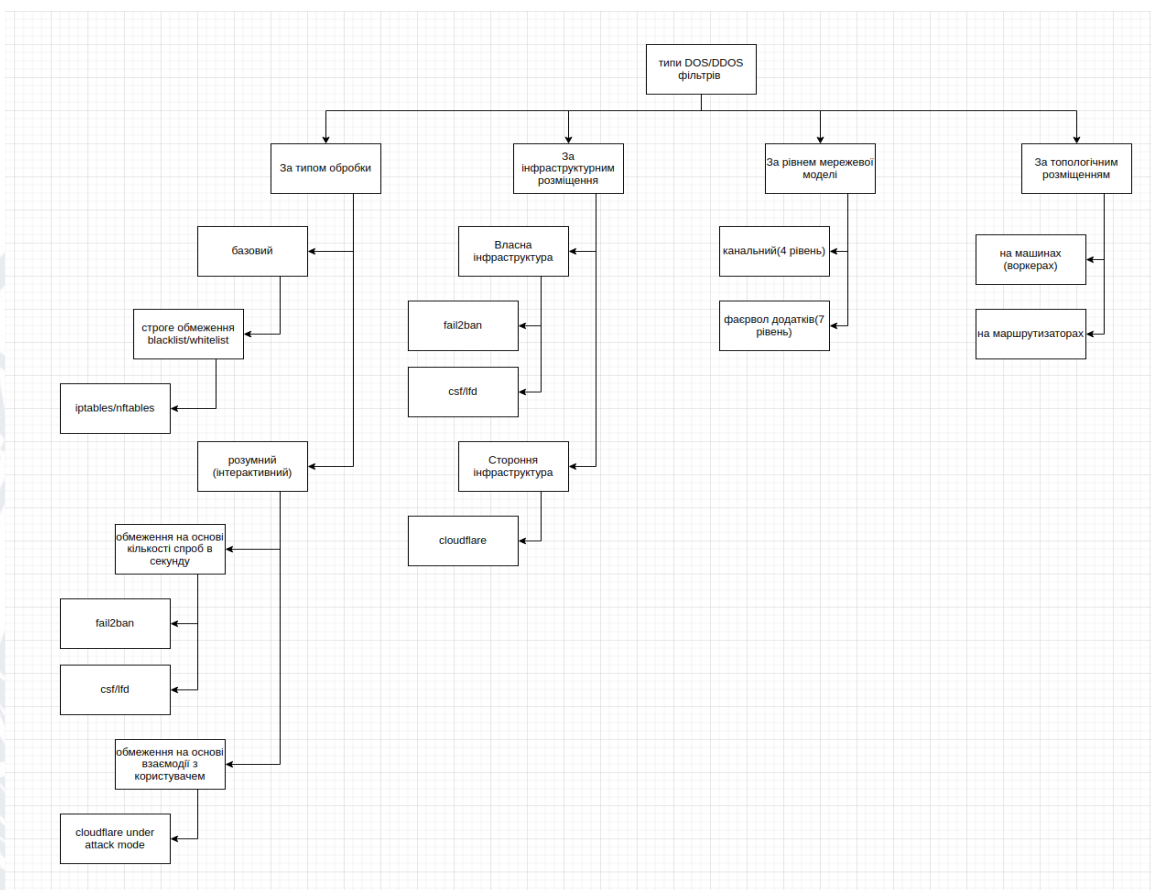 типи DOS/DDOS
фільтрів
За типом обробки
За
інфраструктурним
розміщення
За рівнем мережевої
моделі
За топологічним
розміщенням
базовий
строге обмеження
blacklist/whitelist
iptables/nftables
розумний
(інтерактивний)
обмеження на основі
кількості спроб в
секунду
fail2ban
csf/lfd
обмеження на основі
взаємодії з
користувачем
cloudflare under
attack mode
Власна
інфраструктура
fail2ban
csf/lfd
Стороння
інфраструктура
cloudflare
канальний(4 рівень)
фаєрвол додатків(7
рівень)
на машинах
(воркерах)
на маршрутизаторах